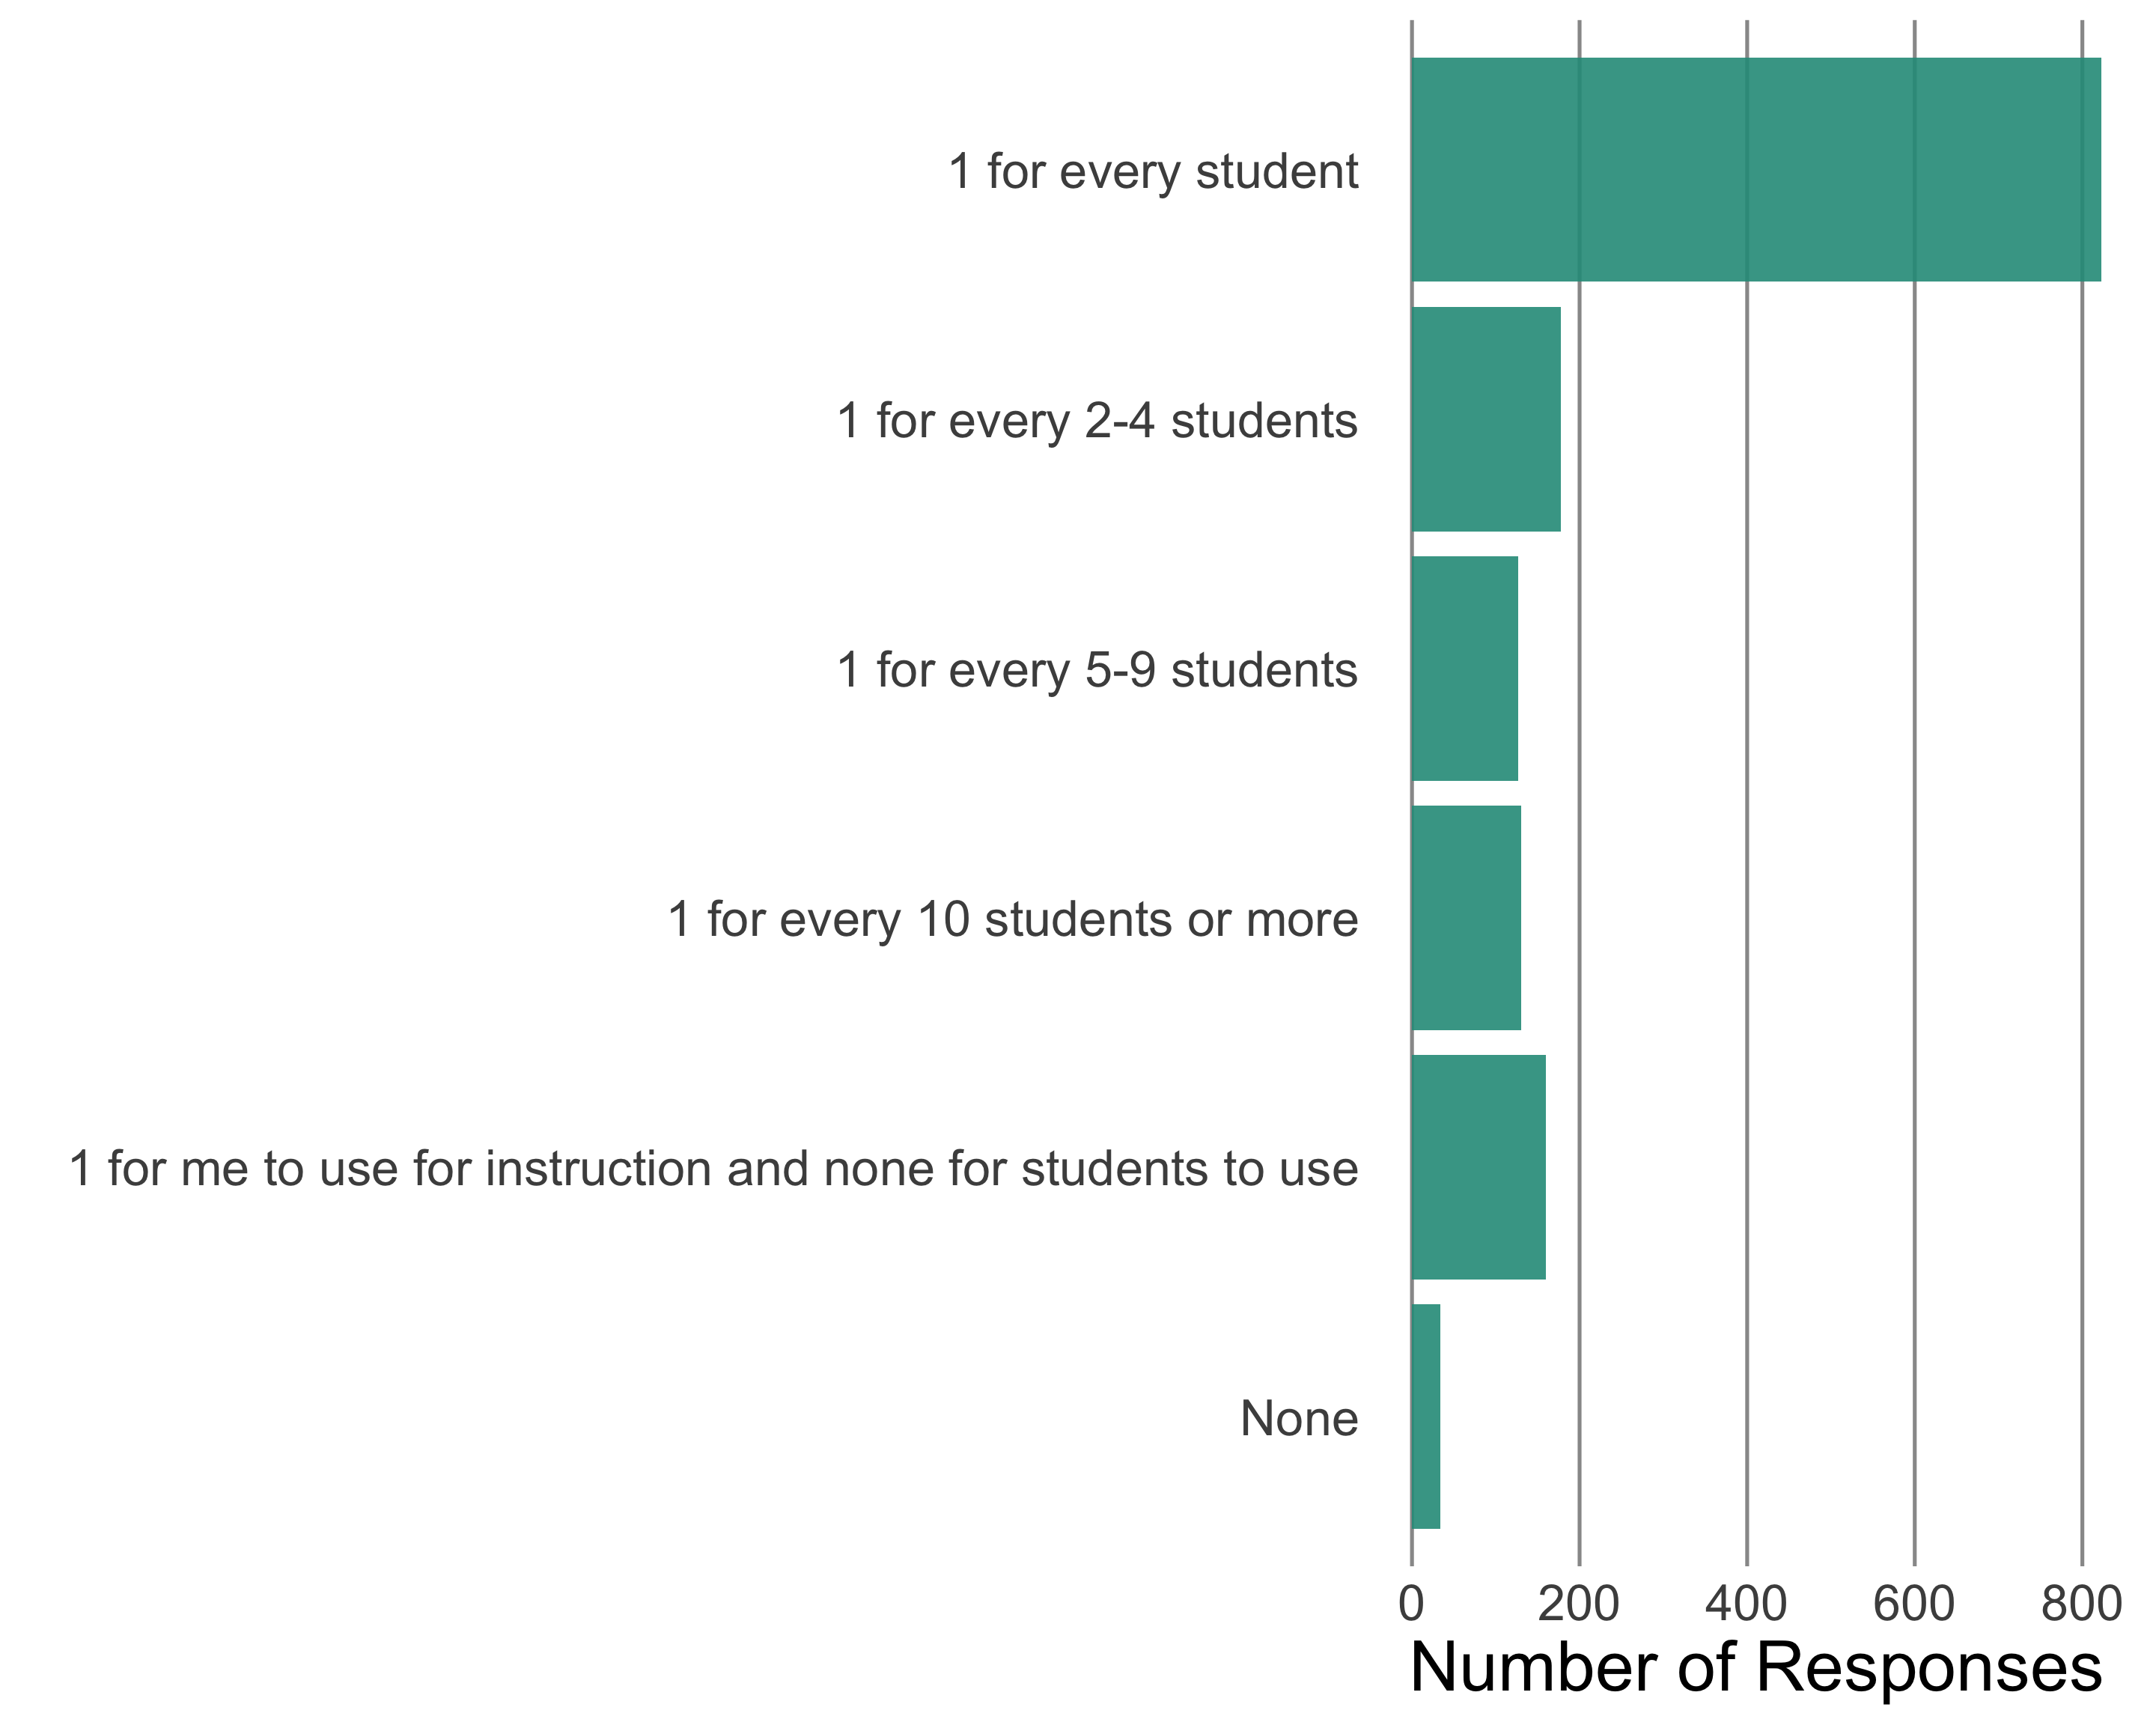 1 for every student
1 for every 2-4 students
1 for every 5-9 students
1 for every 10 students or more
1 for me to use for instruction and none for students to use
None
0 200 400 600 800
Number of Responses